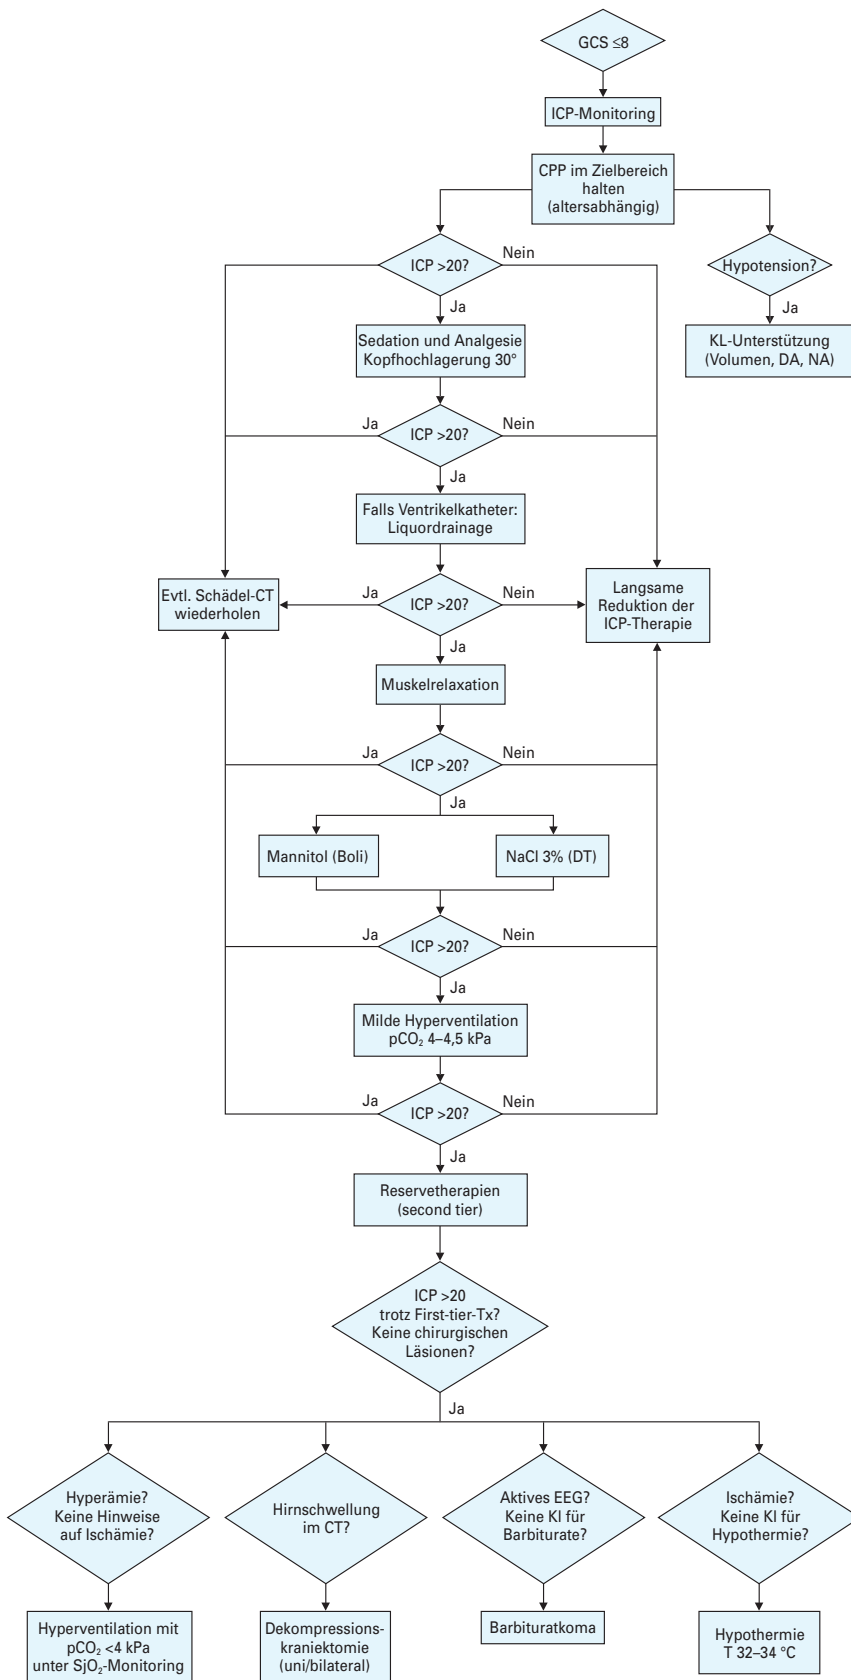 GCS ≤8
ICP-Monitoring
CPP im Zielbereich
halten
(altersabhängig)
ICP >20?
Nein
Hypotension?
Ja
Ja
Sedation und Analgesie
Kopfhochlagerung 30°
KL-Unterstützung
(Volumen, DA, NA)
Ja
ICP >20?
Nein
Ja
Falls Ventrikelkatheter:
Liquordrainage
Evtl. Schädel-CT
wiederholen
Ja
ICP >20?
Nein
Langsame
Reduktion der
ICP-Therapie
Ja
Muskelrelaxation
Ja
ICP >20?
Nein
Ja
Mannitol (Boli)
NaCl 3% (DT)
Ja
ICP >20?
Nein
Ja
Milde Hyperventilation
pCO₂ 4–4,5 kPa
Ja
ICP >20?
Nein
Ja
Reservetherapien
(second tier)
ICP >20
trotz First-tier-Tx?
Keine chirurgischen
Läsionen?
Ja
Hyperämie?
Keine Hinweise
auf Ischämie?
Hirnschwellung
im CT?
Aktives EEG?
Keine KI für
Barbiturate?
Ischämie?
Keine KI für
Hypothermie?
Hyperventilation mit
pCO₂ <4 kPa
unter SjO₂-Monitoring
Dekompressions-
kraniektomie
(uni/bilateral)
Barbituratkoma
Hypothermie
T 32–34 °C